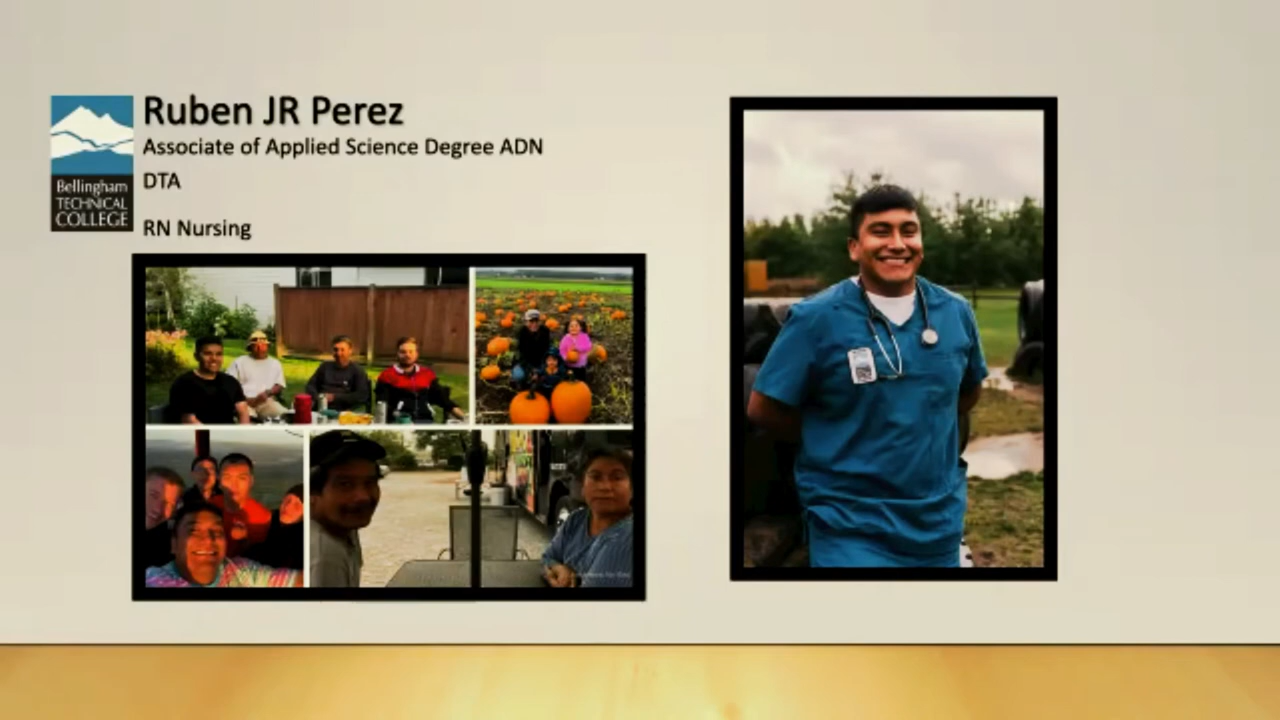 Ruben JR Perez
Associate of Applied Science Degree ADN
DTA
RN Nursing
Bellingham
TECHNICAL
COLLEGE